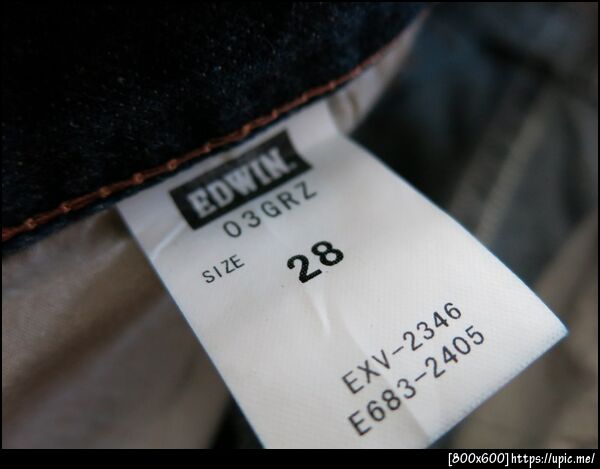 EDWIN.
03GRZ
SIZE 28
EXV-2346
E683-2405
[800x600]https://upic.me/